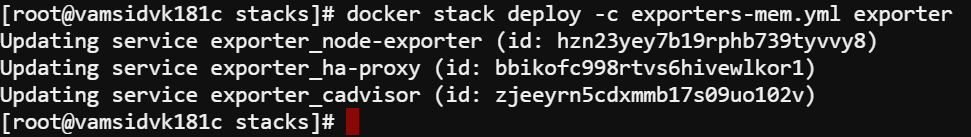 [root@vamsidvk181c stacks]# docker stack deploy -c exporters-mem.yml exporter
Updating service exporter_node-exporter (id: hzn23yey7b19rphb739tyvvy8)
Updating service exporter_ha-proxy (id: bbikofc998rtvs6hivewlkor1)
Updating service exporter_cadvisor (id: zjeeyrn5cdxmmb17s09uo102v)
[root@vamsidvk181c stacks]#